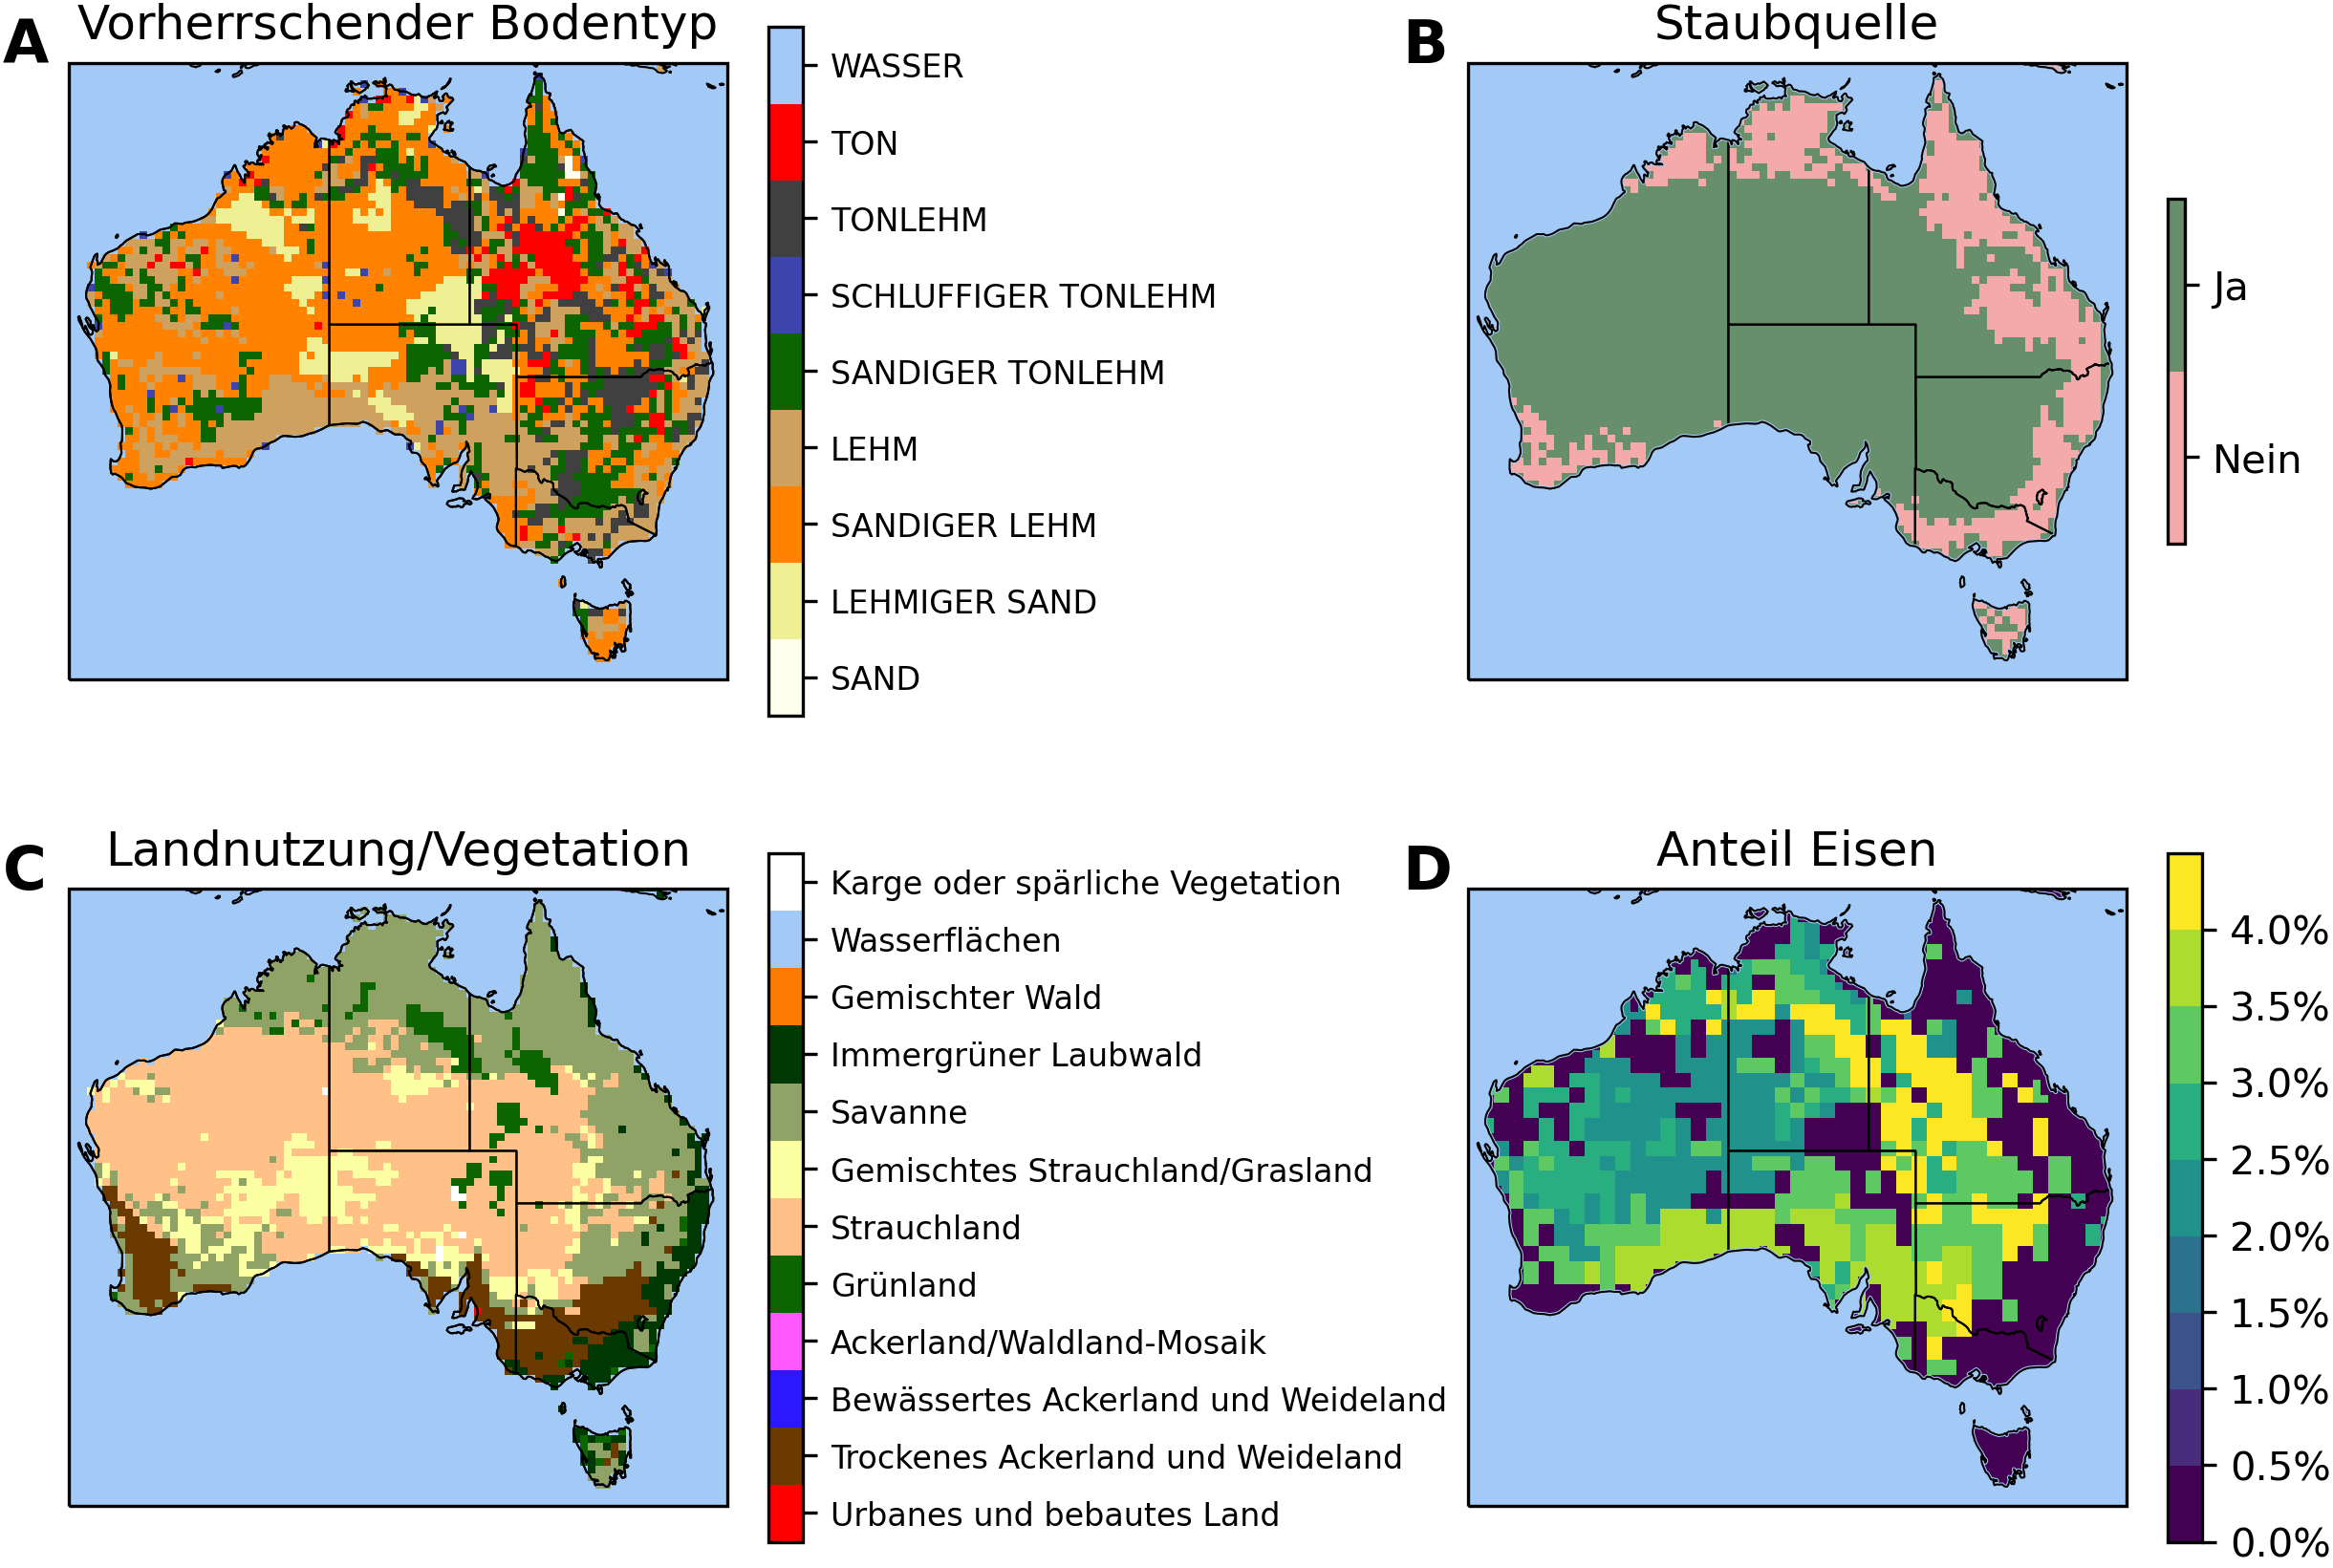 A
Vorherrschender Bodentyp
WASSER
TON
TONLEHM
SCHLUFFIGER TONLEHM
SANDIGER TONLEHM
LEHM
SANDIGER LEHM
LEHMIGER SAND
SAND
B
Staubquelle
Ja
Nein
C
Landnutzung/Vegetation
Karge oder spärliche Vegetation
Wasserflächen
Gemischter Wald
Immergrüner Laubwald
Savanne
Gemischtes Strauchland/Grasland
Strauchland
Grünland
Ackerland/Waldland-Mosaik
Bewässertes Ackerland und Weideland
Trockenes Ackerland und Weideland
Urbanes und bebautes Land
D
Anteil Eisen
4.0%
3.5%
3.0%
2.5%
2.0%
1.5%
1.0%
0.5%
0.0%